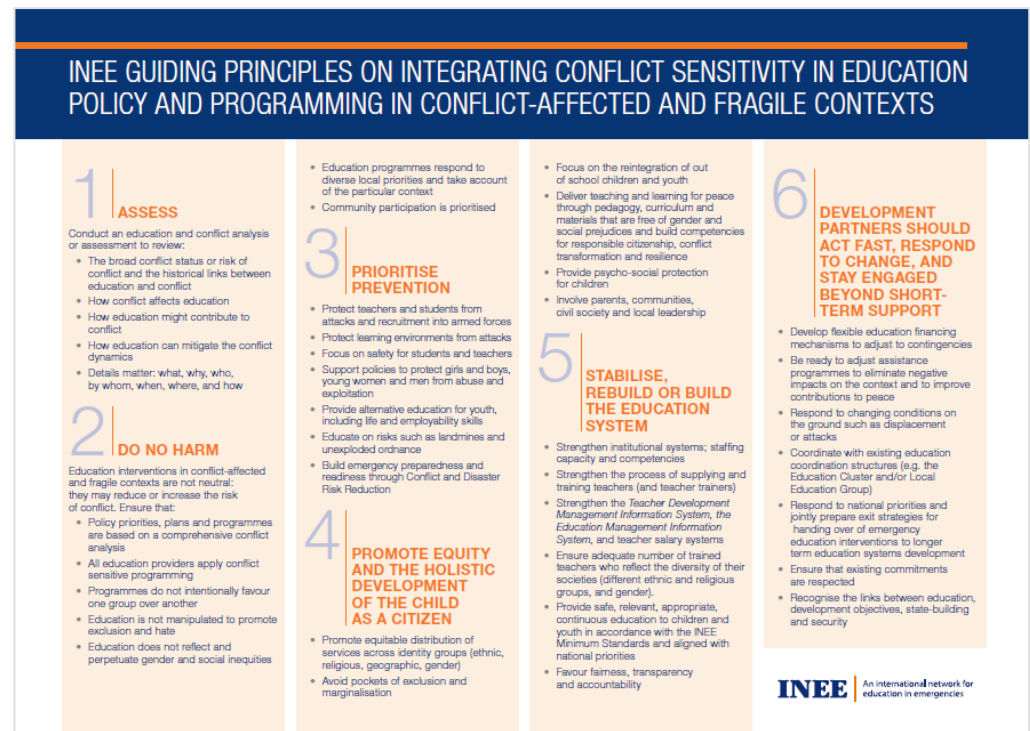 INEE GUIDING PRINCIPLES ON INTEGRATING CONFLICT SENSITIVITY IN EDUCATION
POLICY AND PROGRAMMING IN CONFLICT-AFFECTED AND FRAGILE CONTEXTS
1
ASSESS
Conduct an education and conflict analysis
or assessment to review:
• The broad conflict status or risk of
conflict and the historical links between
education and conflict
• How conflict affects education
• How education might contribute to
conflict
• How education can mitigate the conflict
dynamics
• Details matter: what, why, who,
by whom, when, where, and how
2
DO NO HARM
Education interventions in conflict-affected
and fragile contexts are not neutral:
they may reduce or increase the risk
of conflict. Ensure that:
• Policy priorities, plans and programmes
are based on a comprehensive conflict
analysis
• All education providers apply conflict
sensitive programming
• Programmes do not intentionally favour
one group over another
• Education is not manipulated to promote
exclusion and hate
• Education does not reflect and
perpetuate gender and social inequities
• Education programmes respond to
diverse local priorities and take account
of the particular context
• Community participation is prioritised
3
PRIORITISE
PREVENTION
• Protect teachers and students from
attacks and recruitment into armed forces
• Protect learning environments from attacks
• Focus on safety for students and teachers
• Support policies to protect girls and boys,
young women and men from abuse and
exploitation
• Provide alternative education for youth,
including life and employability skills
• Educate on risks such as landmines and
unexploded ordnance
• Build emergency preparedness and
readiness through Conflict and Disaster
Risk Reduction
4
PROMOTE EQUITY
AND THE HOLISTIC
DEVELOPMENT
OF THE CHILD
AS A CITIZEN
• Promote equitable distribution of
services across identity groups (ethnic,
religious, geographic, gender)
• Avoid pockets of exclusion and
marginalisation
• Focus on the reintegration of out
of school children and youth
• Deliver teaching and learning for peace
through pedagogy, curriculum and
materials that are free of gender and
social prejudices and build competencies
for responsible citizenship, conflict
transformation and resilience
• Provide psycho-social protection
for children
• Involve parents, communities,
civil society and local leadership
5
STABILISE,
REBUILD OR BUILD
THE EDUCATION
SYSTEM
• Strengthen institutional systems; staffing
capacity and competencies
• Strengthen the process of supplying and
training teachers (and teacher trainers)
• Strengthen the Teacher Development
Management Information System, the
Education Management Information
System, and teacher salary systems
• Ensure adequate number of trained
teachers who reflect the diversity of their
societies (different ethnic and religious
groups, and gender).
• Provide safe, relevant, appropriate,
continuous education to children and
youth in accordance with the INEE
Minimum Standards and aligned with
national priorities
• Favour fairness, transparency
and accountability
6
DEVELOPMENT
PARTNERS SHOULD
ACT FAST, RESPOND
TO CHANGE, AND
STAY ENGAGED
BEYOND SHORT-
TERM SUPPORT
• Develop flexible education financing
mechanisms to adjust to contingencies
• Be ready to adjust assistance
programmes to eliminate negative
impacts on the context and to improve
contributions to peace
• Respond to changing conditions on
the ground such as displacement
or attacks
• Coordinate with existing education
coordination structures (e.g. the
Education Cluster and/or Local
Education Group)
• Respond to national priorities and
jointly prepare exit strategies for
handing over of emergency
education interventions to longer
term education systems development
• Ensure that existing commitments
are respected
• Recognise the links between education,
development objectives, state-building
and security
INEE
An international network for
education in emergencies